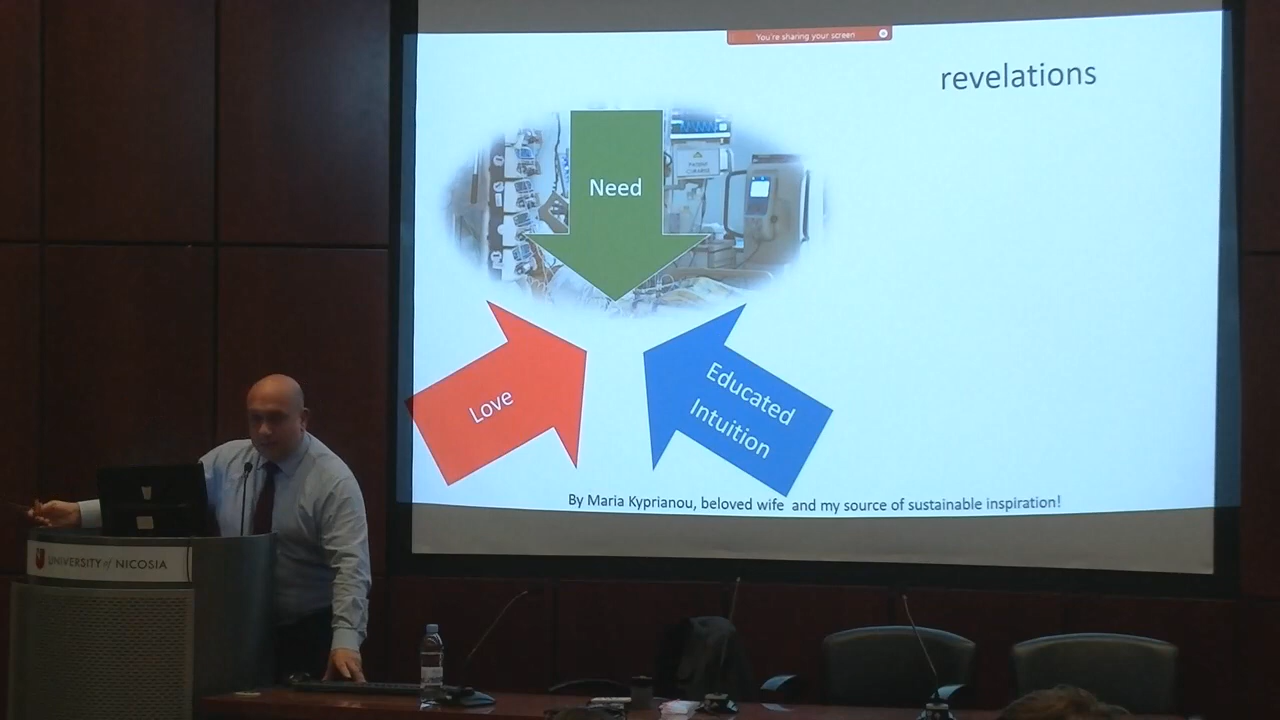 You're sharing your screen
revelations
Need
Love
Educated
Intuition
By Maria Kyprianou, beloved wife and my source of sustainable inspiration!
UNIVERSITY of NICOSIA